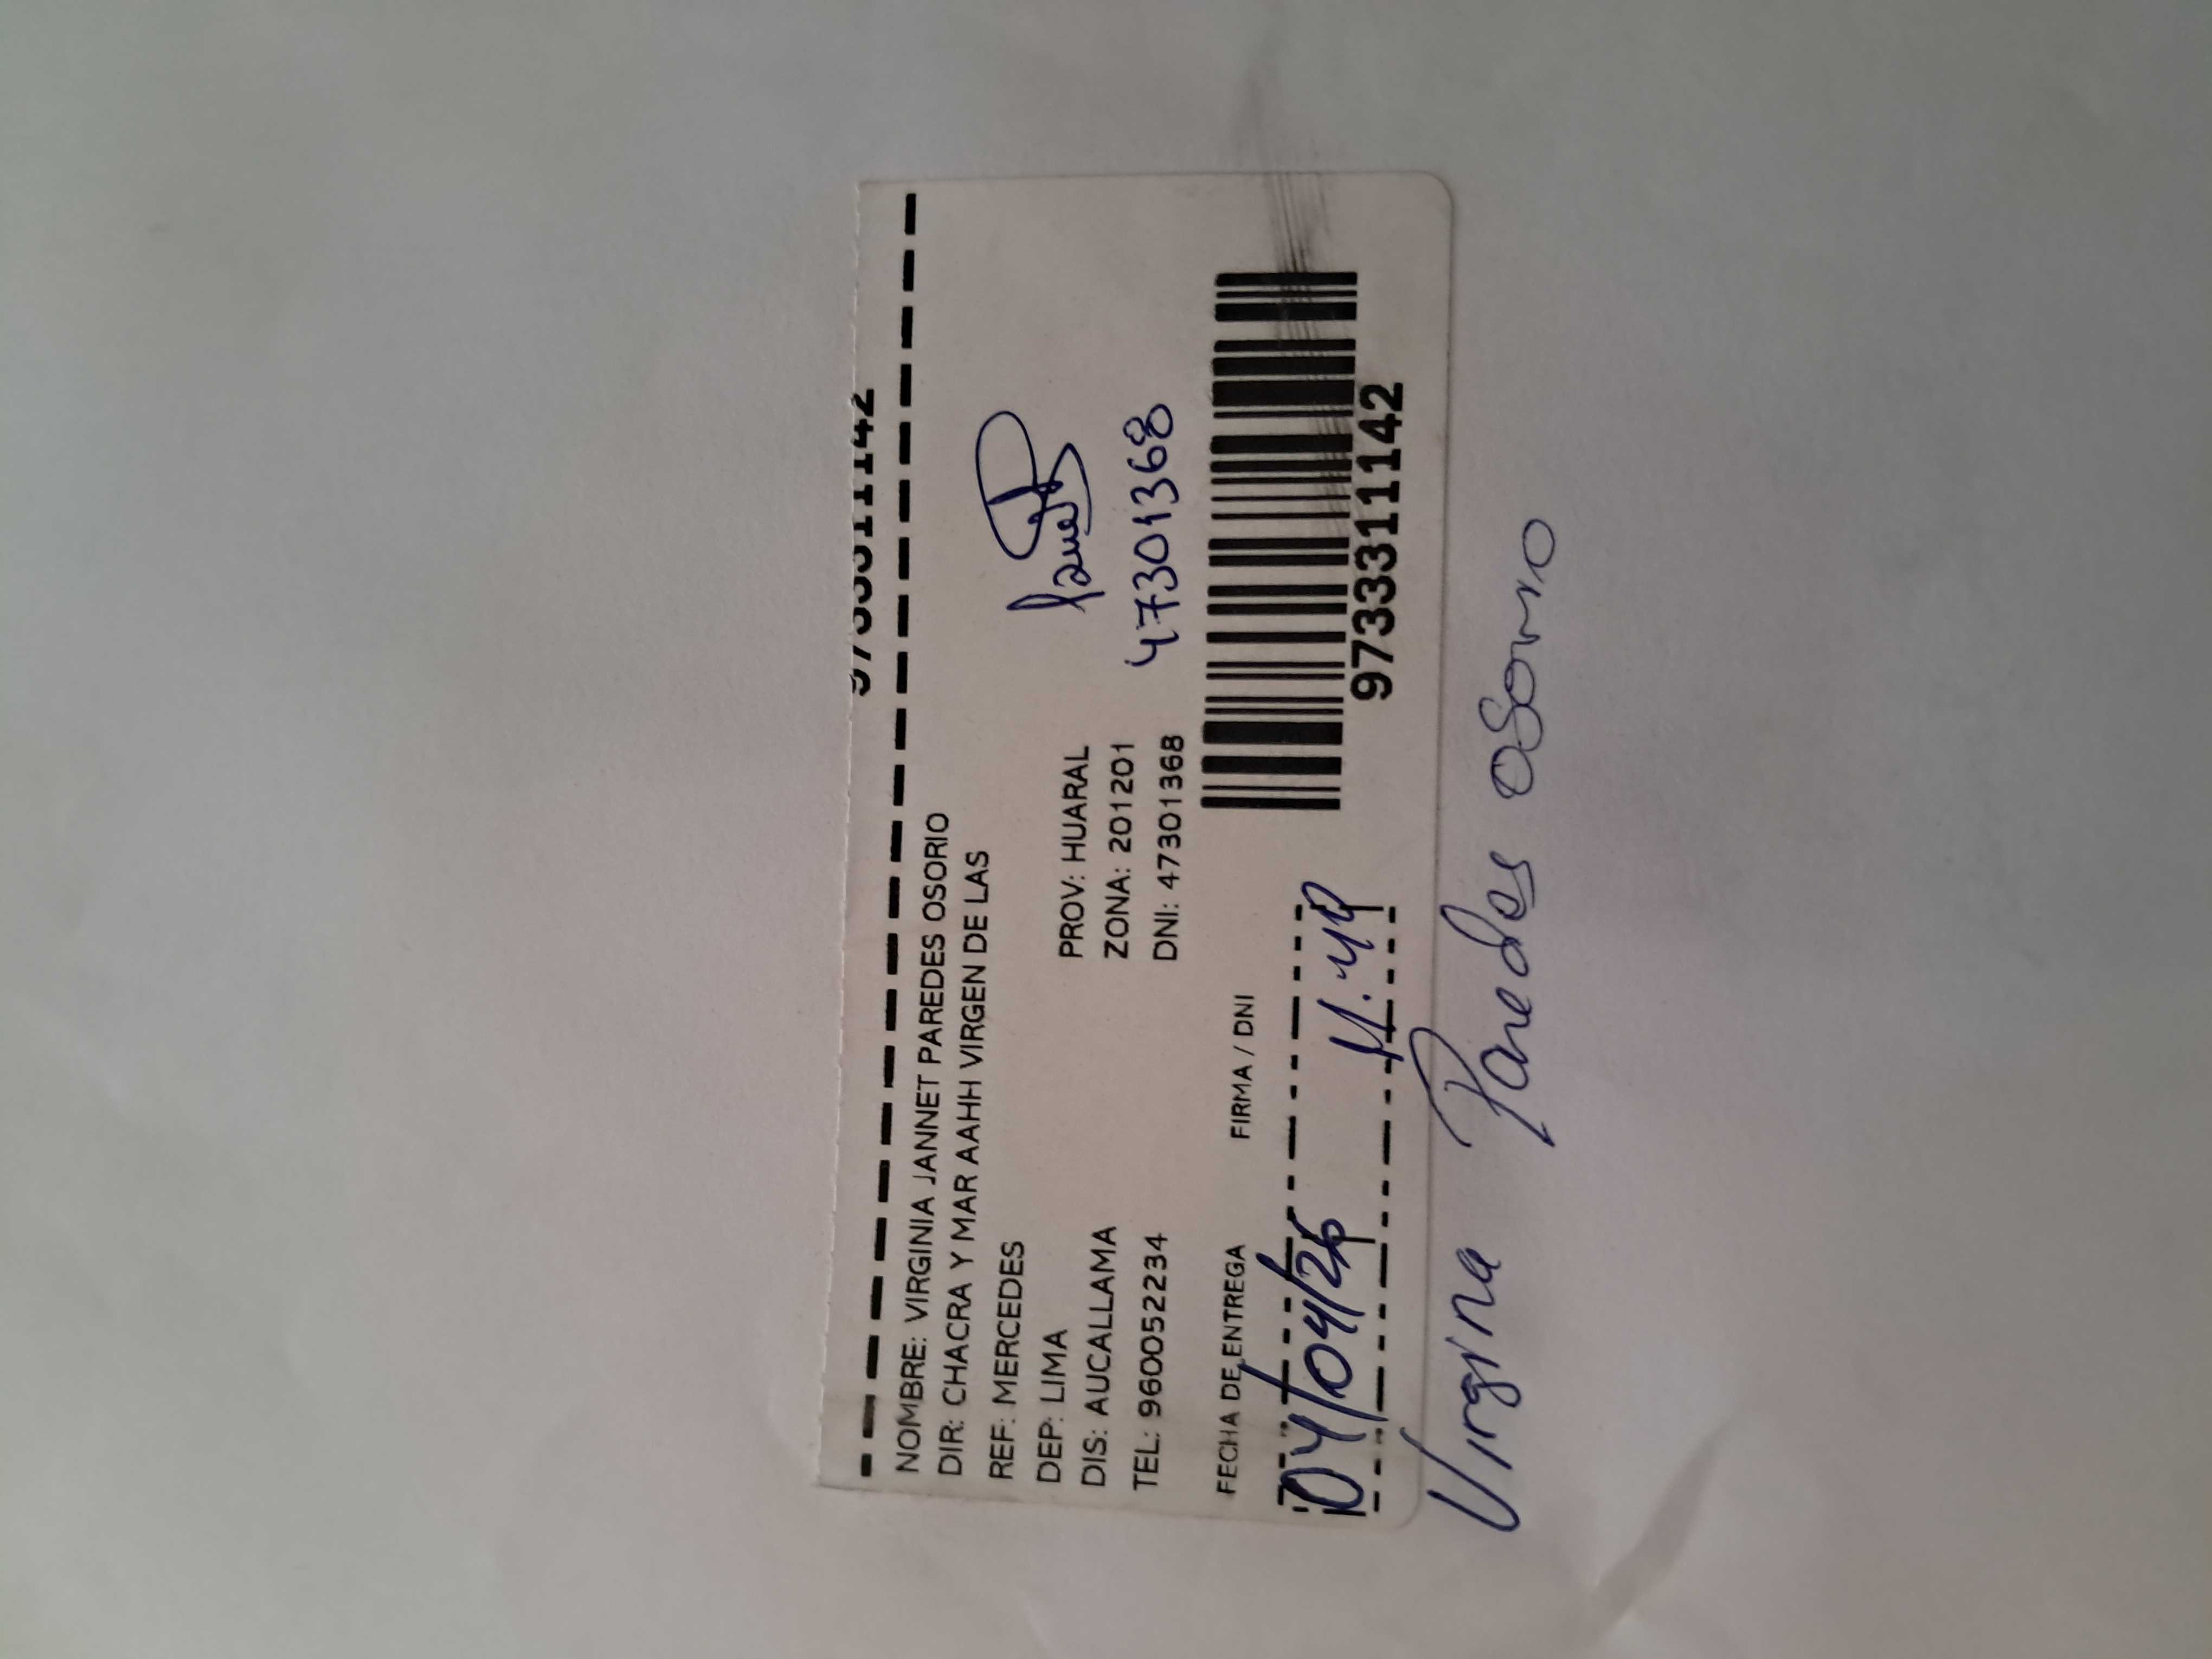 9733311142
NOMBRE: VIRGINIA JANNET PAREDES OSORIO
DIR: CHACRA Y MAR AAHH VIRGEN DE LAS
REF: MERCEDES
DEP: LIMA
PROV: HUARAL
DIS: AUCALLAMA
ZONA: 201201
TEL: 960052234
DNI: 47301368
47301368
FECHA DE ENTREGA
FIRMA / DNI
04/04/26
11:49
9733311142
Virginia Paredes Osorio